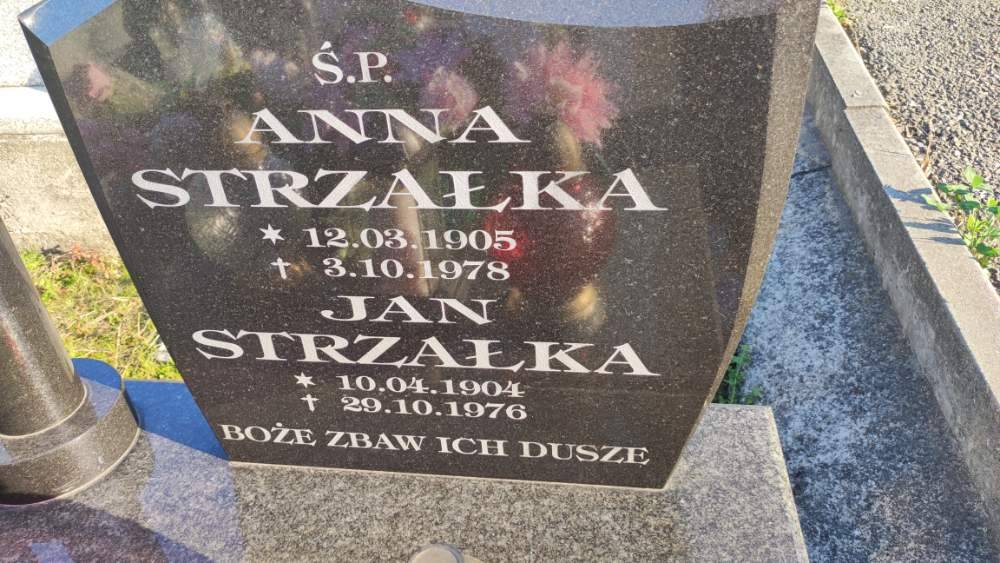 Ś.P.
ANNA
STRZAŁKA
* 12.03.1905
† 3.10.1978
JAN
STRZAŁKA
* 10.04.1904
† 29.10.1976
BOŻE ZBAW ICH DUSZE